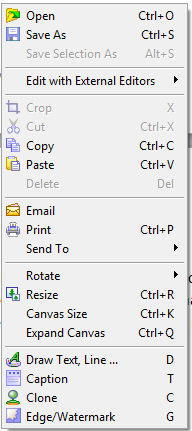 Open Ctrl+O
Save As Ctrl+S
Save Selection As Alt+S
Edit with External Editors
Crop X
Cut Ctrl+X
Copy Ctrl+C
Paste Ctrl+V
Delete Del
Email
Print Ctrl+P
Send To
Rotate
Resize Ctrl+R
Canvas Size Ctrl+K
Expand Canvas Ctrl+Q
Draw Text, Line ... D
Caption T
Clone C
Edge/Watermark G